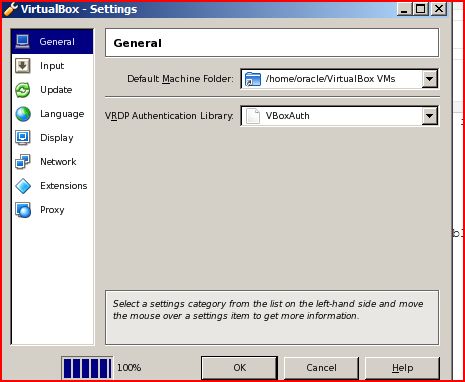 VirtualBox - Settings
General
Input
Update
Language
Display
Network
Extensions
Proxy
General
Default Machine Folder: /home/oracle/VirtualBox VMs
VRDP Authentication Library: VBoxAuth
Select a settings category from the list on the left-hand side and move
the mouse over a settings item to get more information.
100%
OK
Cancel
Help